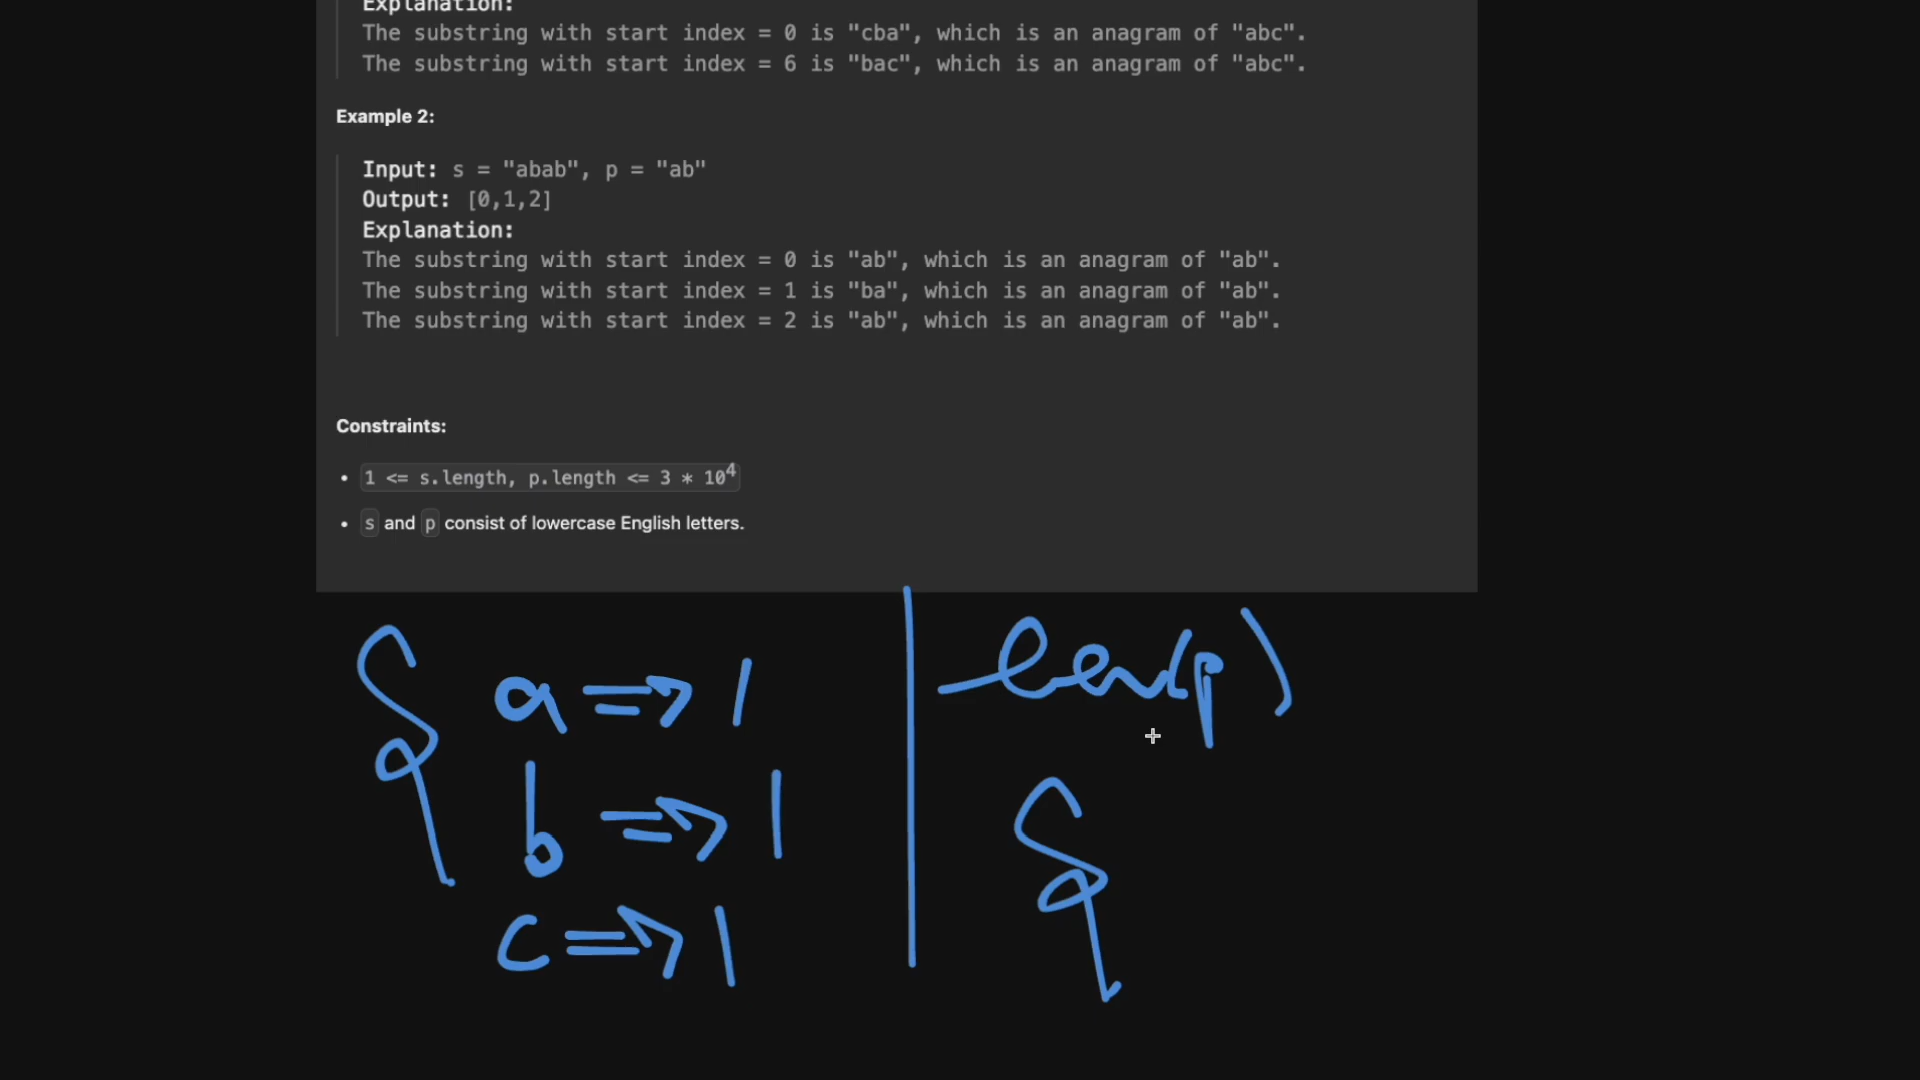 Explanation:
The substring with start index = 0 is "cba", which is an anagram of "abc".
The substring with start index = 6 is "bac", which is an anagram of "abc".
Example 2:
Input: s = "abab", p = "ab"
Output: [0,1,2]
Explanation:
The substring with start index = 0 is "ab", which is an anagram of "ab".
The substring with start index = 1 is "ba", which is an anagram of "ab".
The substring with start index = 2 is "ab", which is an anagram of "ab".
Constraints:
• 1 <= s.length, p.length <= 3 * 10⁴
• s and p consist of lowercase English letters.
{ a => 1
b => 1
c => 1
len(p)
{